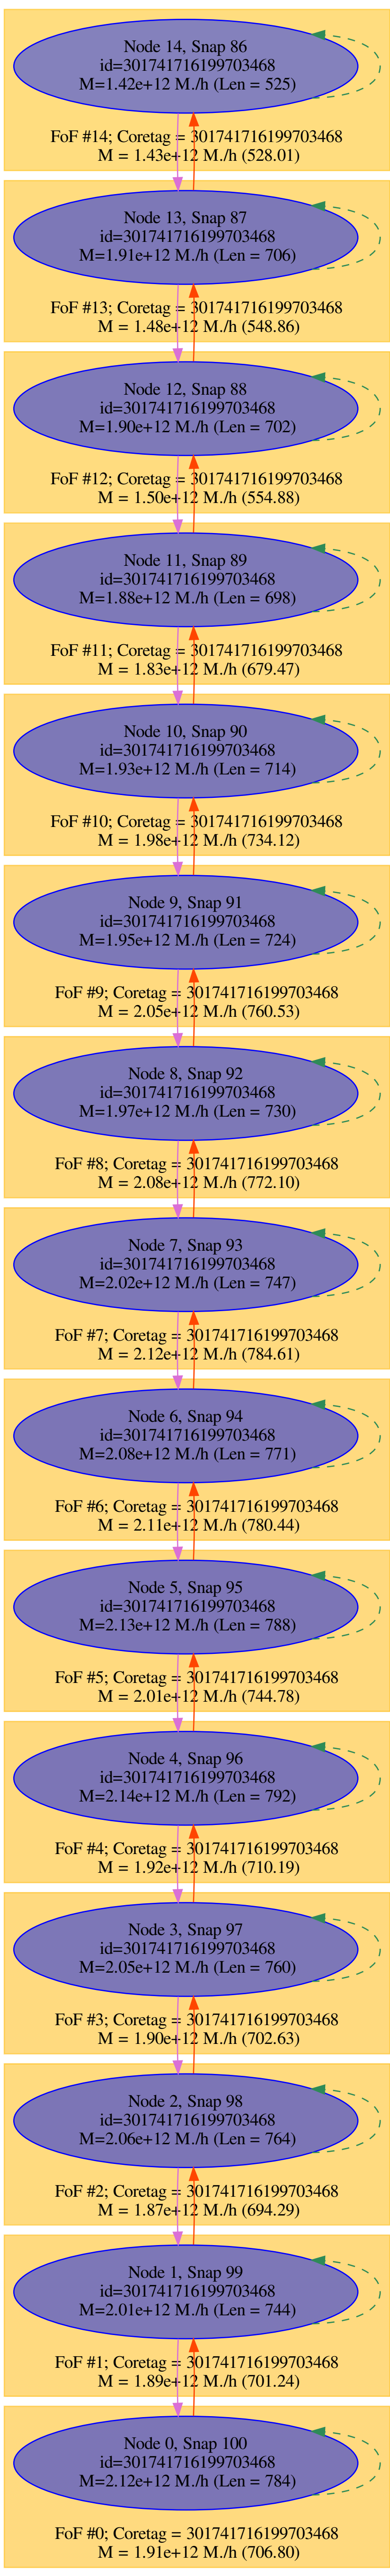 Node 14, Snap 86
id=301741716199703468
M=1.42e+12 M./h (Len = 525)
FoF #14; Coretag = 301741716199703468
M = 1.43e+12 M./h (528.01)
Node 13, Snap 87
id=301741716199703468
M=1.91e+12 M./h (Len = 706)
FoF #13; Coretag = 301741716199703468
M = 1.48e+12 M./h (548.86)
Node 12, Snap 88
id=301741716199703468
M=1.90e+12 M./h (Len = 702)
FoF #12; Coretag = 301741716199703468
M = 1.50e+12 M./h (554.88)
Node 11, Snap 89
id=301741716199703468
M=1.88e+12 M./h (Len = 698)
FoF #11; Coretag = 301741716199703468
M = 1.83e+12 M./h (679.47)
Node 10, Snap 90
id=301741716199703468
M=1.93e+12 M./h (Len = 714)
FoF #10; Coretag = 301741716199703468
M = 1.98e+12 M./h (734.12)
Node 9, Snap 91
id=301741716199703468
M=1.95e+12 M./h (Len = 724)
FoF #9; Coretag = 301741716199703468
M = 2.05e+12 M./h (760.53)
Node 8, Snap 92
id=301741716199703468
M=1.97e+12 M./h (Len = 730)
FoF #8; Coretag = 301741716199703468
M = 2.08e+12 M./h (772.10)
Node 7, Snap 93
id=301741716199703468
M=2.02e+12 M./h (Len = 747)
FoF #7; Coretag = 301741716199703468
M = 2.12e+12 M./h (784.61)
Node 6, Snap 94
id=301741716199703468
M=2.08e+12 M./h (Len = 771)
FoF #6; Coretag = 301741716199703468
M = 2.11e+12 M./h (780.44)
Node 5, Snap 95
id=301741716199703468
M=2.13e+12 M./h (Len = 788)
FoF #5; Coretag = 301741716199703468
M = 2.01e+12 M./h (744.78)
Node 4, Snap 96
id=301741716199703468
M=2.14e+12 M./h (Len = 792)
FoF #4; Coretag = 301741716199703468
M = 1.92e+12 M./h (710.19)
Node 3, Snap 97
id=301741716199703468
M=2.05e+12 M./h (Len = 760)
FoF #3; Coretag = 301741716199703468
M = 1.90e+12 M./h (702.63)
Node 2, Snap 98
id=301741716199703468
M=2.06e+12 M./h (Len = 764)
FoF #2; Coretag = 301741716199703468
M = 1.87e+12 M./h (694.29)
Node 1, Snap 99
id=301741716199703468
M=2.01e+12 M./h (Len = 744)
FoF #1; Coretag = 301741716199703468
M = 1.89e+12 M./h (701.24)
Node 0, Snap 100
id=301741716199703468
M=2.12e+12 M./h (Len = 784)
FoF #0; Coretag = 301741716199703468
M = 1.91e+12 M./h (706.80)